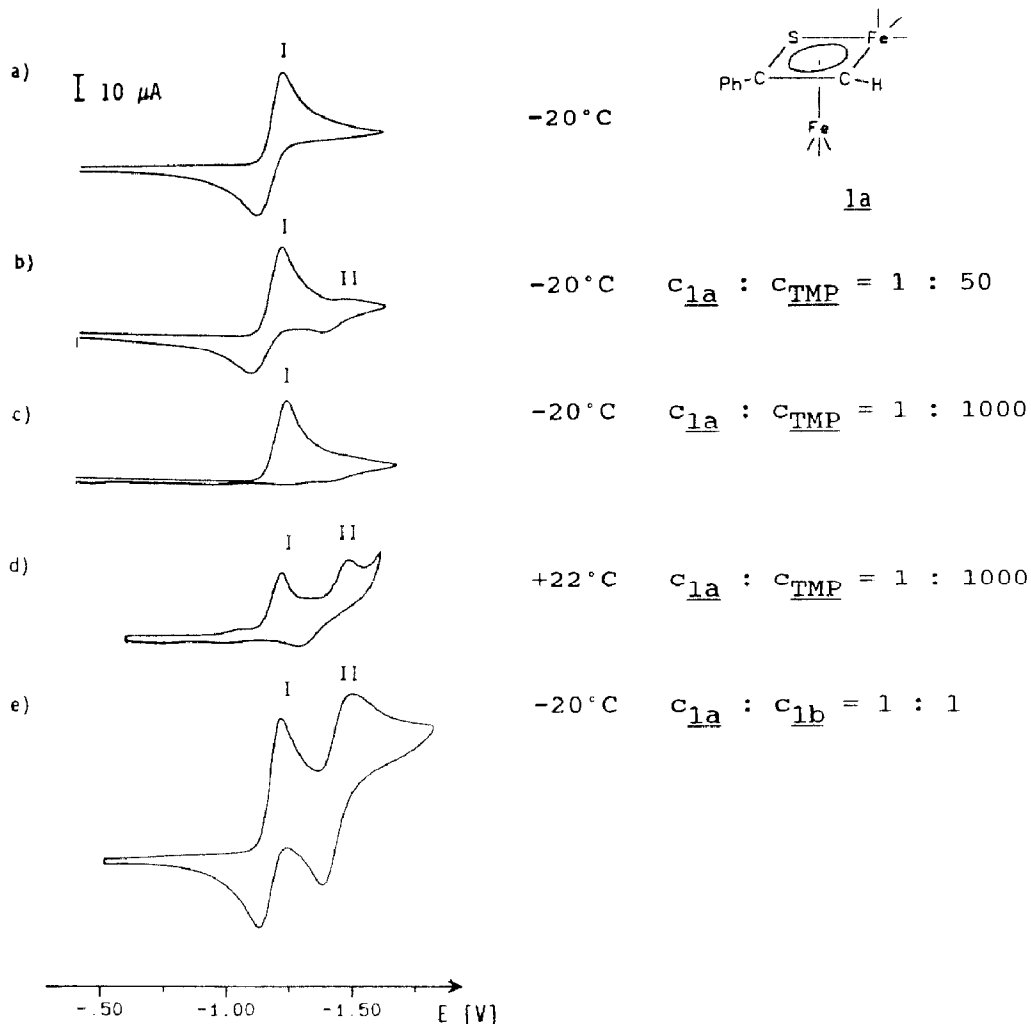 a)
I
I 10 µA
-20°C
S Fe
Ph-C C-H
Fe
1a
b)
I
II
-20°C c1a : cTMP = 1 : 50
c)
I
-20°C c1a : cTMP = 1 : 1000
d)
I
II
+22°C c1a : cTMP = 1 : 1000
e)
I
II
-20°C c1a : c1b = 1 : 1
-.50 -1.00 -1.50 E [V]